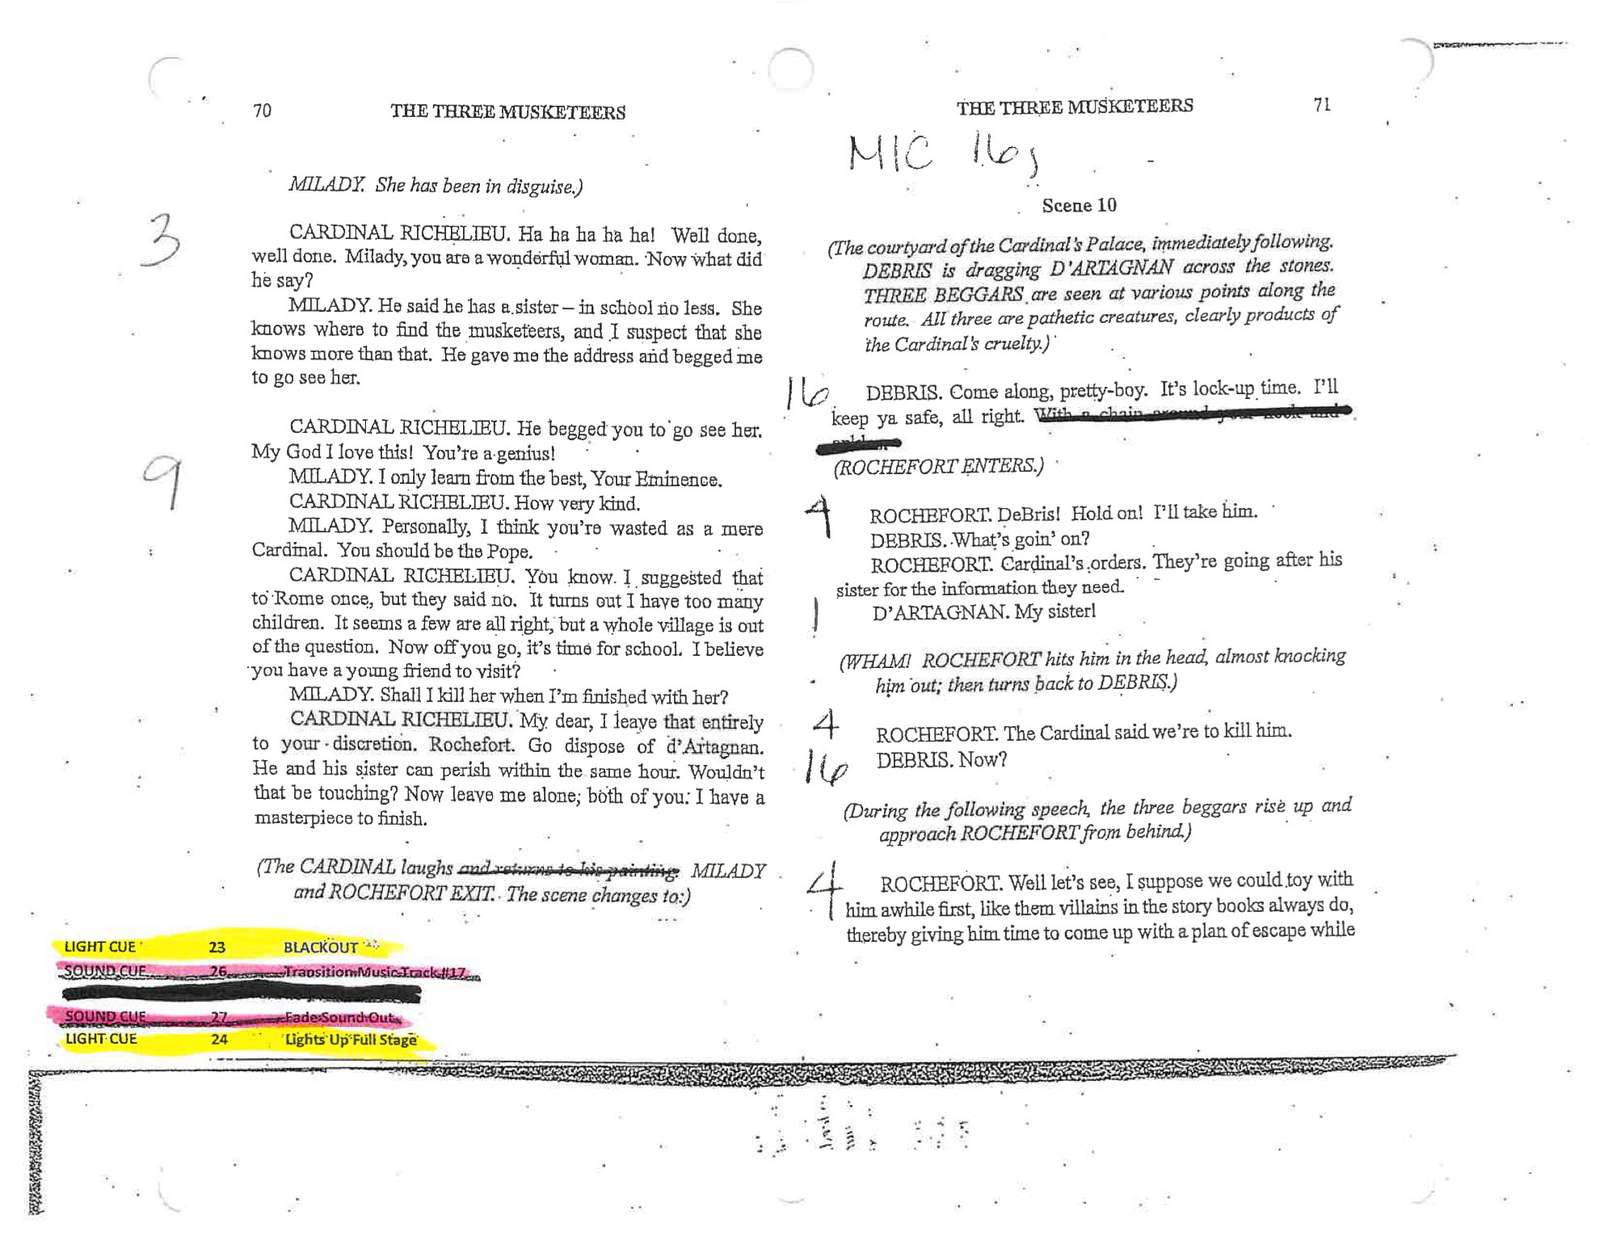 70 THE THREE MUSKETEERS
MILADY. She has been in disguise.)
3
CARDINAL RICHELIEU. Ha ha ha ha ha! Well done,
well done. Milady, you are a wonderful woman. Now what did
he say?
MILADY. He said he has a sister – in school no less. She
knows where to find the musketeers, and I suspect that she
knows more than that. He gave me the address and begged me
to go see her.
CARDINAL RICHELIEU. He begged you to go see her.
My God I love this! You're a genius!
9
MILADY. I only learn from the best, Your Eminence.
CARDINAL RICHELIEU. How very kind.
MILADY. Personally, I think you're wasted as a mere
Cardinal. You should be the Pope.
CARDINAL RICHELIEU. You know. I suggested that
to Rome once, but they said no. It turns out I have too many
children. It seems a few are all right, but a whole village is out
of the question. Now off you go, it's time for school. I believe
you have a young friend to visit?
MILADY. Shall I kill her when I'm finished with her?
CARDINAL RICHELIEU. My dear, I leave that entirely
to your discretion. Rochefort. Go dispose of d'Artagnan.
He and his sister can perish within the same hour. Wouldn't
that be touching? Now leave me alone; both of you. I have a
masterpiece to finish.
(The CARDINAL laughs and returns to his painting. MILADY
and ROCHEFORT EXIT. The scene changes to:)
LIGHT CUE 23 BLACKOUT
SOUND CUE 26 Transition Music Track #17
SOUND CUE 27 Fade Sound Out
LIGHT CUE 24 Lights Up Full Stage
THE THREE MUSKETEERS 71
MIC 16
Scene 10
(The courtyard of the Cardinal's Palace, immediately following.
DEBRIS is dragging D'ARTAGNAN across the stones.
THREE BEGGARS are seen at various points along the
route. All three are pathetic creatures, clearly products of
the Cardinal's cruelty.)
16 DEBRIS. Come along, pretty-boy. It's lock-up time. I'll
keep ya safe, all right. With a chain around your neck and
(ROCHEFORT ENTERS.)
4 ROCHEFORT. DeBris! Hold on! I'll take him.
DEBRIS. What's goin' on?
ROCHEFORT. Cardinal's orders. They're going after his
sister for the information they need.
1 D'ARTAGNAN. My sister!
(WHAM! ROCHEFORT hits him in the head, almost knocking
him out; then turns back to DEBRIS.)
4 ROCHEFORT. The Cardinal said we're to kill him.
16 DEBRIS. Now?
(During the following speech, the three beggars rise up and
approach ROCHEFORT from behind.)
4 ROCHEFORT. Well let's see, I suppose we could toy with
him awhile first, like them villains in the story books always do,
thereby giving him time to come up with a plan of escape while